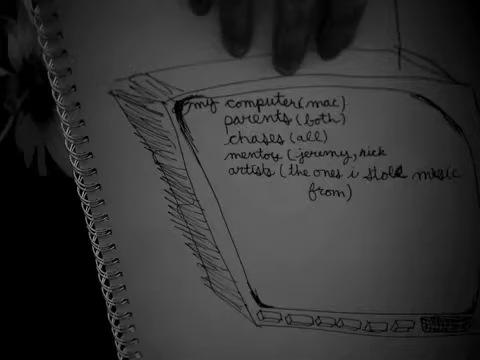 my computer (mac)
parents (both)
chases (all)
mentors (jeremy, nick
artists (the ones i stole music
from)